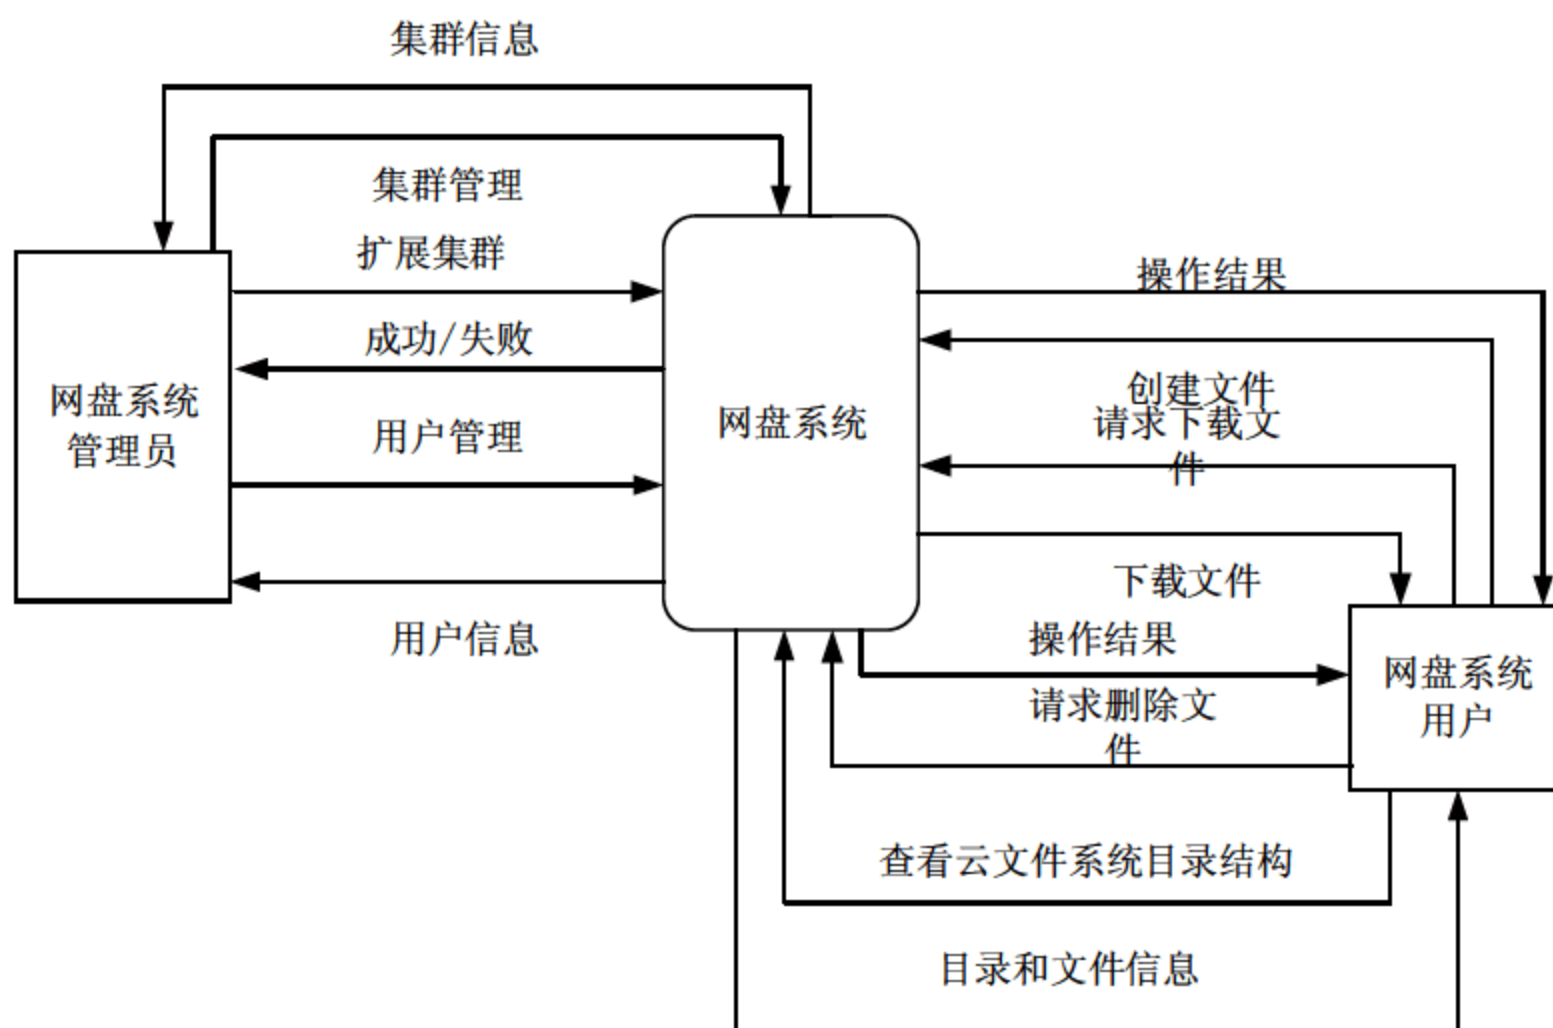 集群信息
集群管理
扩展集群
成功/失败
用户管理
用户信息
网盘系统
管理员
网盘系统
操作结果
创建文件
请求下载文
件
下载文件
操作结果
请求删除文
件
网盘系统
用户
查看云文件系统目录结构
目录和文件信息